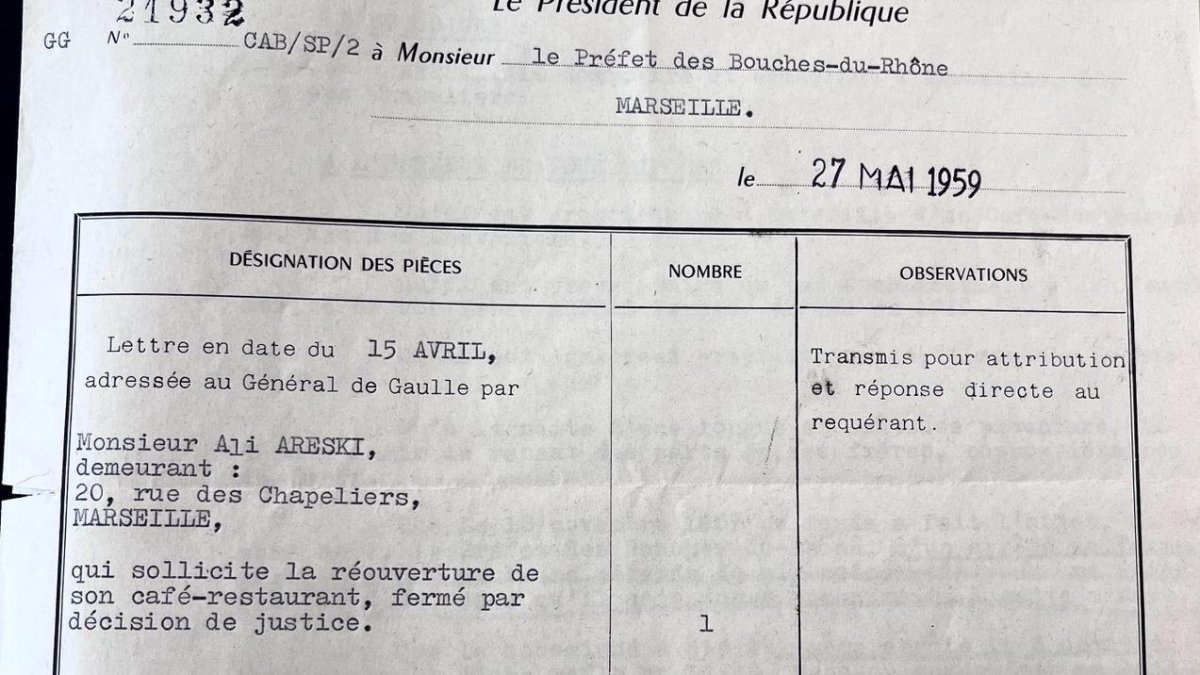 Le Président de la République
21932
GG N° CAB/SP/2 à Monsieur le Préfet des Bouches-du-Rhône
MARSEILLE.
le 27 MAI 1959
DÉSIGNATION DES PIÈCES NOMBRE OBSERVATIONS
Lettre en date du 15 AVRIL,
adressée au Général de Gaulle par
Monsieur Ali ARESKI,
demeurant :
20, rue des Chapeliers,
MARSEILLE,
qui sollicite la réouverture de
son café-restaurant, fermé par
décision de justice.
1
Transmis pour attribution
et réponse directe au
requérant.